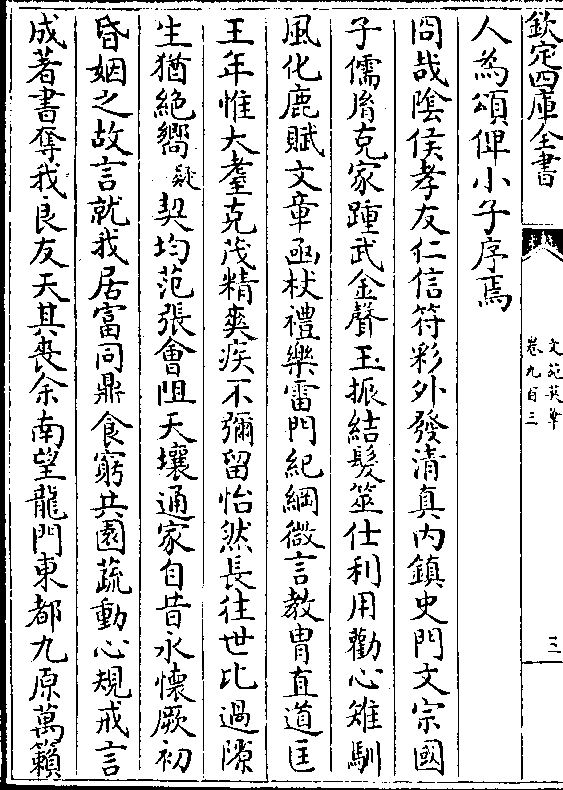 欽定四庫全書
文苑英華
卷九百三
三
人為頌俾小子序焉
冏哉陰侯孝友仁信符彩外發清真内鎮史門文宗國
子儒胄克家踵武金聲玉振結髮筮仕利用勸心雉馴
風化鹿賦文章函杖禮樂雷門紀綱微言教胄直道匡
王年惟大耋克茂精爽疾不彌留怡然長往世比過隙
生猶絶嚮疑契均范張會阻天壤通家自昔永懷厥初
昏姻之故言就我居富同鼎食窮共園蔬動心規戒言
成著書奪我良友天其喪余南望龍門東都九原萬籟